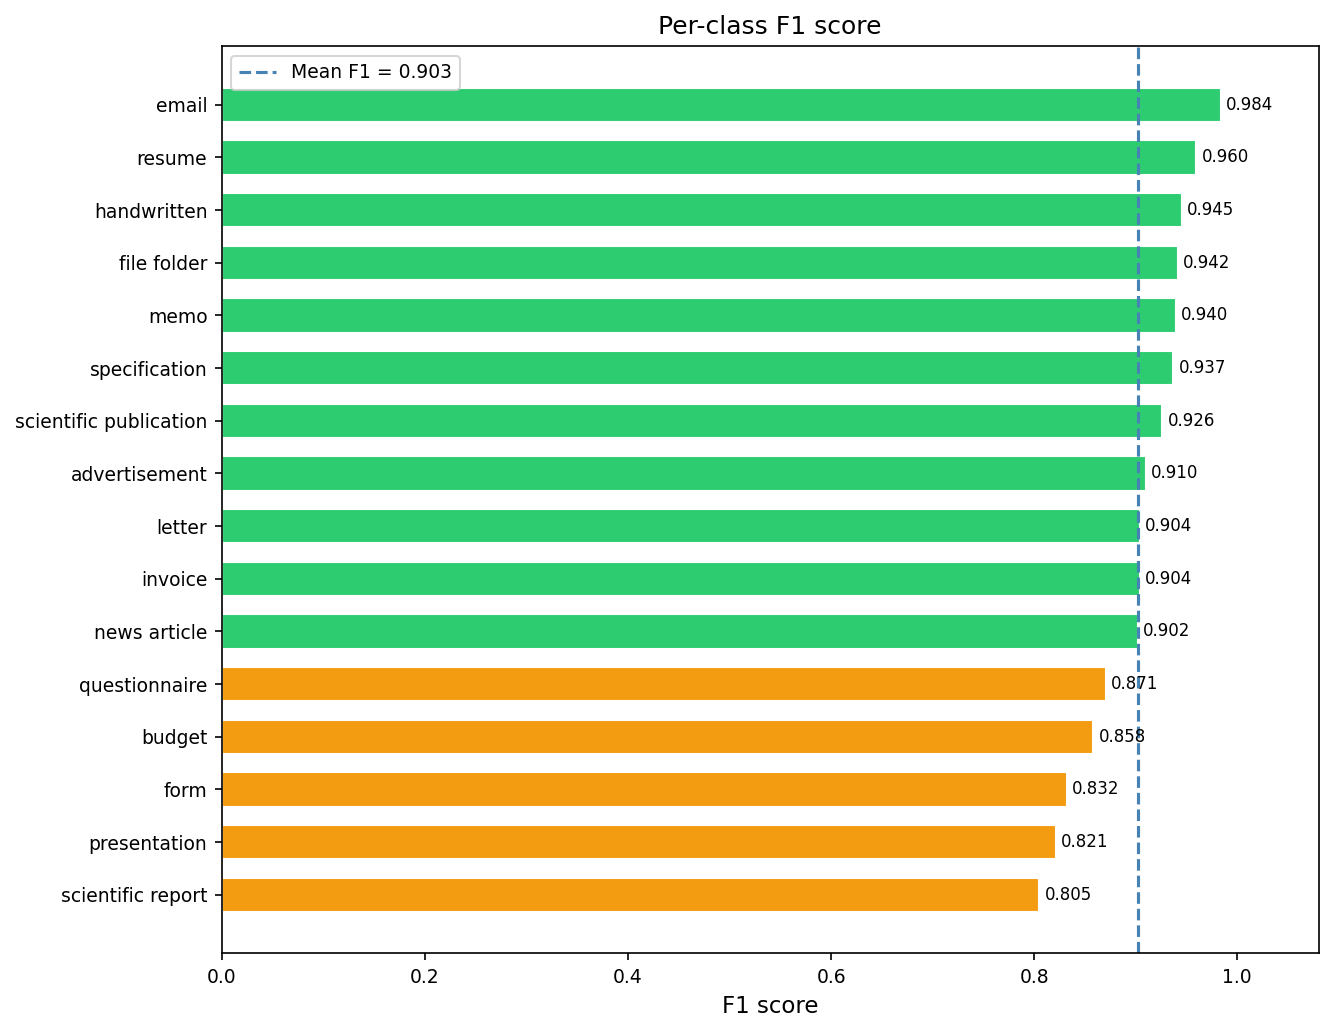 Per-class F1 score
Mean F1 = 0.903
email 0.984
resume 0.960
handwritten 0.945
file folder 0.942
memo 0.940
specification 0.937
scientific publication 0.926
advertisement 0.910
letter 0.904
invoice 0.904
news article 0.902
questionnaire 0.871
budget 0.858
form 0.832
presentation 0.821
scientific report 0.805
0.0 0.2 0.4 0.6 0.8 1.0
F1 score